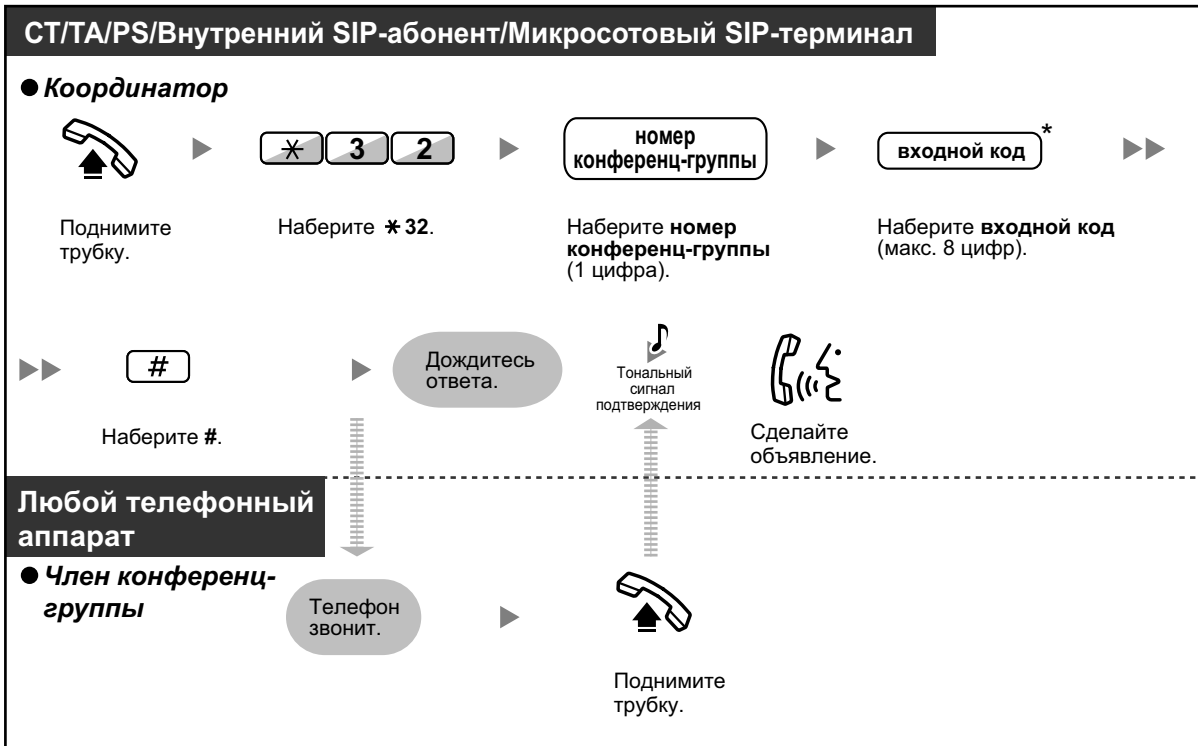 СТ/ТА/PS/Внутренний SIP-абонент/Микросотовый SIP-терминал
● Координатор
✳ 3 2
номер
конференц-группы
входной код*
Поднимите
трубку.
Наберите ✳32.
Наберите номер
конференц-группы
(1 цифра).
Наберите входной код
(макс. 8 цифр).
#
Наберите #.
Дождитесь
ответа.
Тональный
сигнал
подтверждения
Сделайте
объявление.
Любой телефонный
аппарат
● Член конференц-
группы
Телефон
звонит.
Поднимите
трубку.